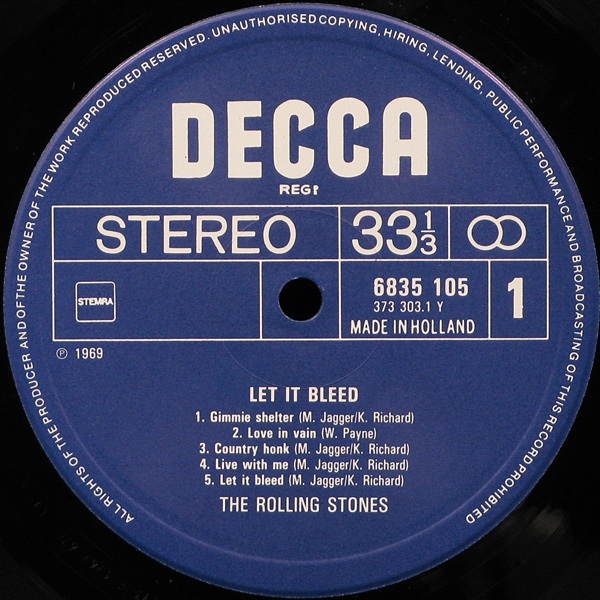 ALL RIGHTS OF THE PRODUCER AND OF THE OWNER OF THE WORK REPRODUCED RESERVED. UNAUTHORISED COPYING, HIRING, LENDING, PUBLIC PERFORMANCE AND BROADCASTING OF THIS RECORD PROHIBITED
DECCA
REGD
STEREO 33⅓
STEMRA
6835 105
373 303.1 Y
MADE IN HOLLAND
1
℗ 1969
LET IT BLEED
1. Gimmie shelter (M. Jagger/K. Richard)
2. Love in vain (W. Payne)
3. Country honk (M. Jagger/K. Richard)
4. Live with me (M. Jagger/K. Richard)
5. Let it bleed (M. Jagger/K. Richard)
THE ROLLING STONES